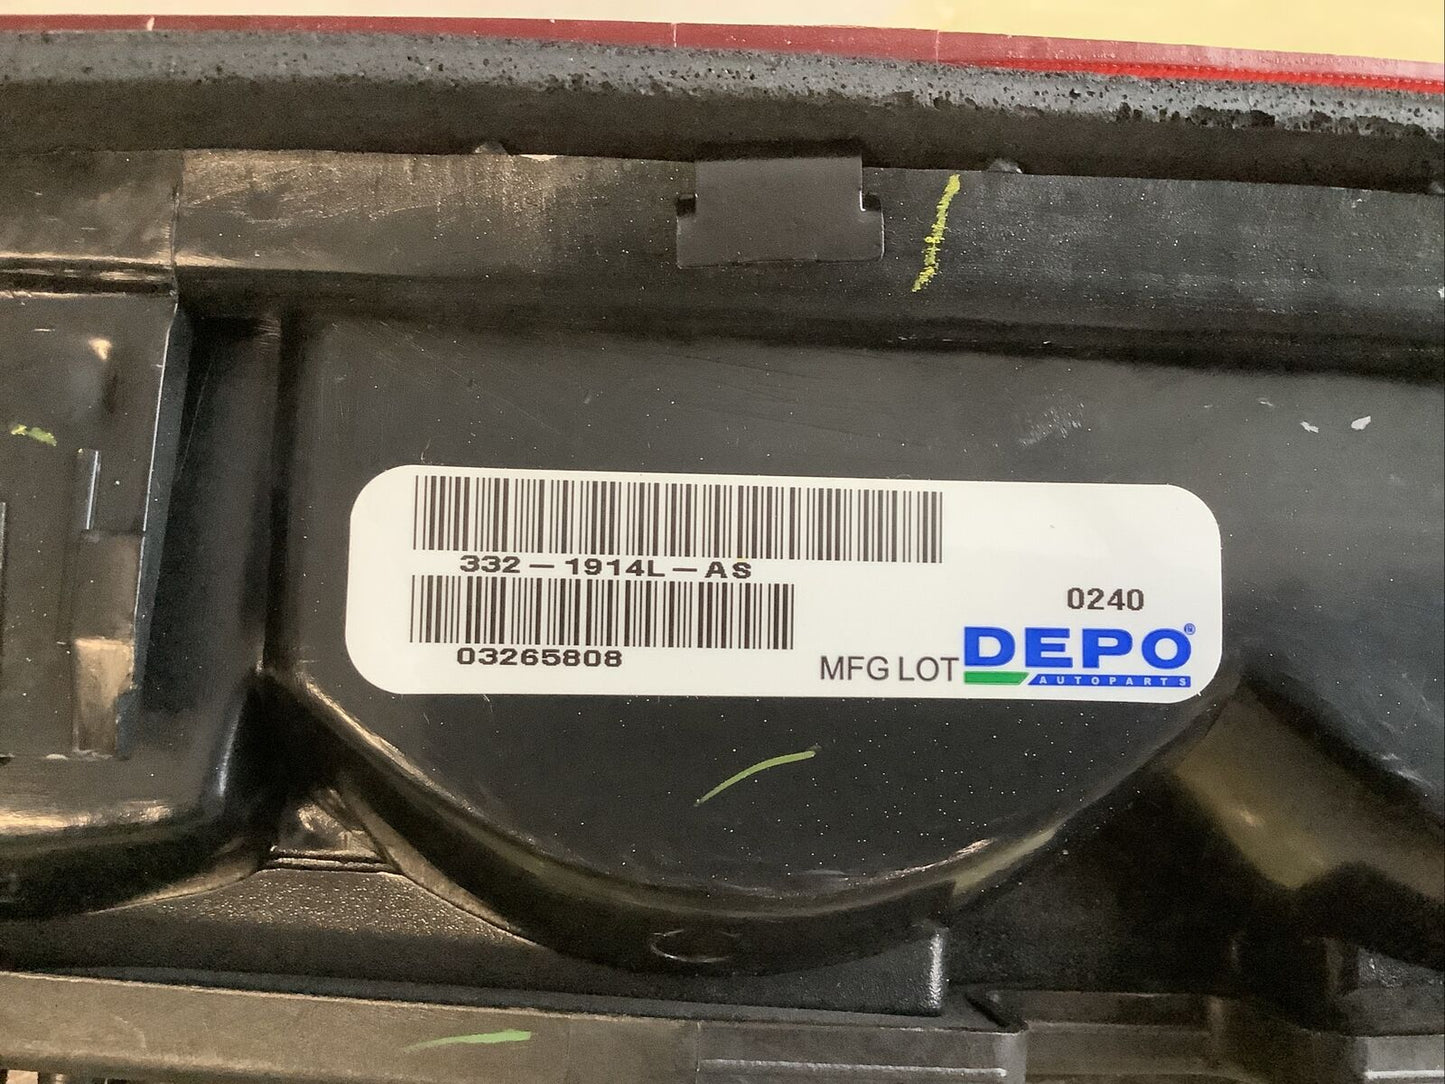 332-1914L-AS
03265808
0240
MFG LOT
DEPO®
AUTOPARTS